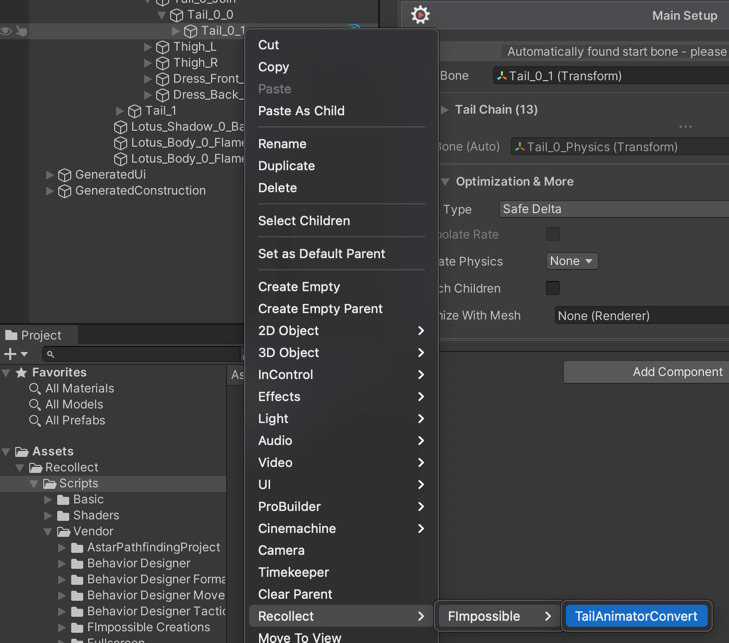 Tail_0_Join
Tail_0_0
Tail_0_1
Thigh_L
Thigh_R
Dress_Front_
Dress_Back_
Tail_1
Lotus_Shadow_0_Ba
Lotus_Body_0_Flame
Lotus_Body_0_Flame
GeneratedUi
GeneratedConstruction
Project
Favorites
All Materials
All Models
All Prefabs
As
Assets
Recollect
Scripts
Basic
Shaders
Vendor
AstarPathfindingProject
Behavior Designer
Behavior Designer Forma
Behavior Designer Move
Behavior Designer Tactic
FImpossible Creations
Fullscreen
Cut
Copy
Paste
Paste As Child
Rename
Duplicate
Delete
Select Children
Set as Default Parent
Create Empty
Create Empty Parent
2D Object
3D Object
InControl
Effects
Light
Audio
Video
UI
ProBuilder
Cinemachine
Camera
Timekeeper
Clear Parent
Recollect
Move To View
FImpossible
TailAnimatorConvert
Main Setup
Automatically found start bone - please
Bone
Tail_0_1 (Transform)
Tail Chain (13)
...
Bone (Auto)
Tail_0_Physics (Transform)
Optimization & More
Type
Safe Delta
polate Rate
ate Physics
None
ch Children
mize With Mesh
None (Renderer)
Add Component